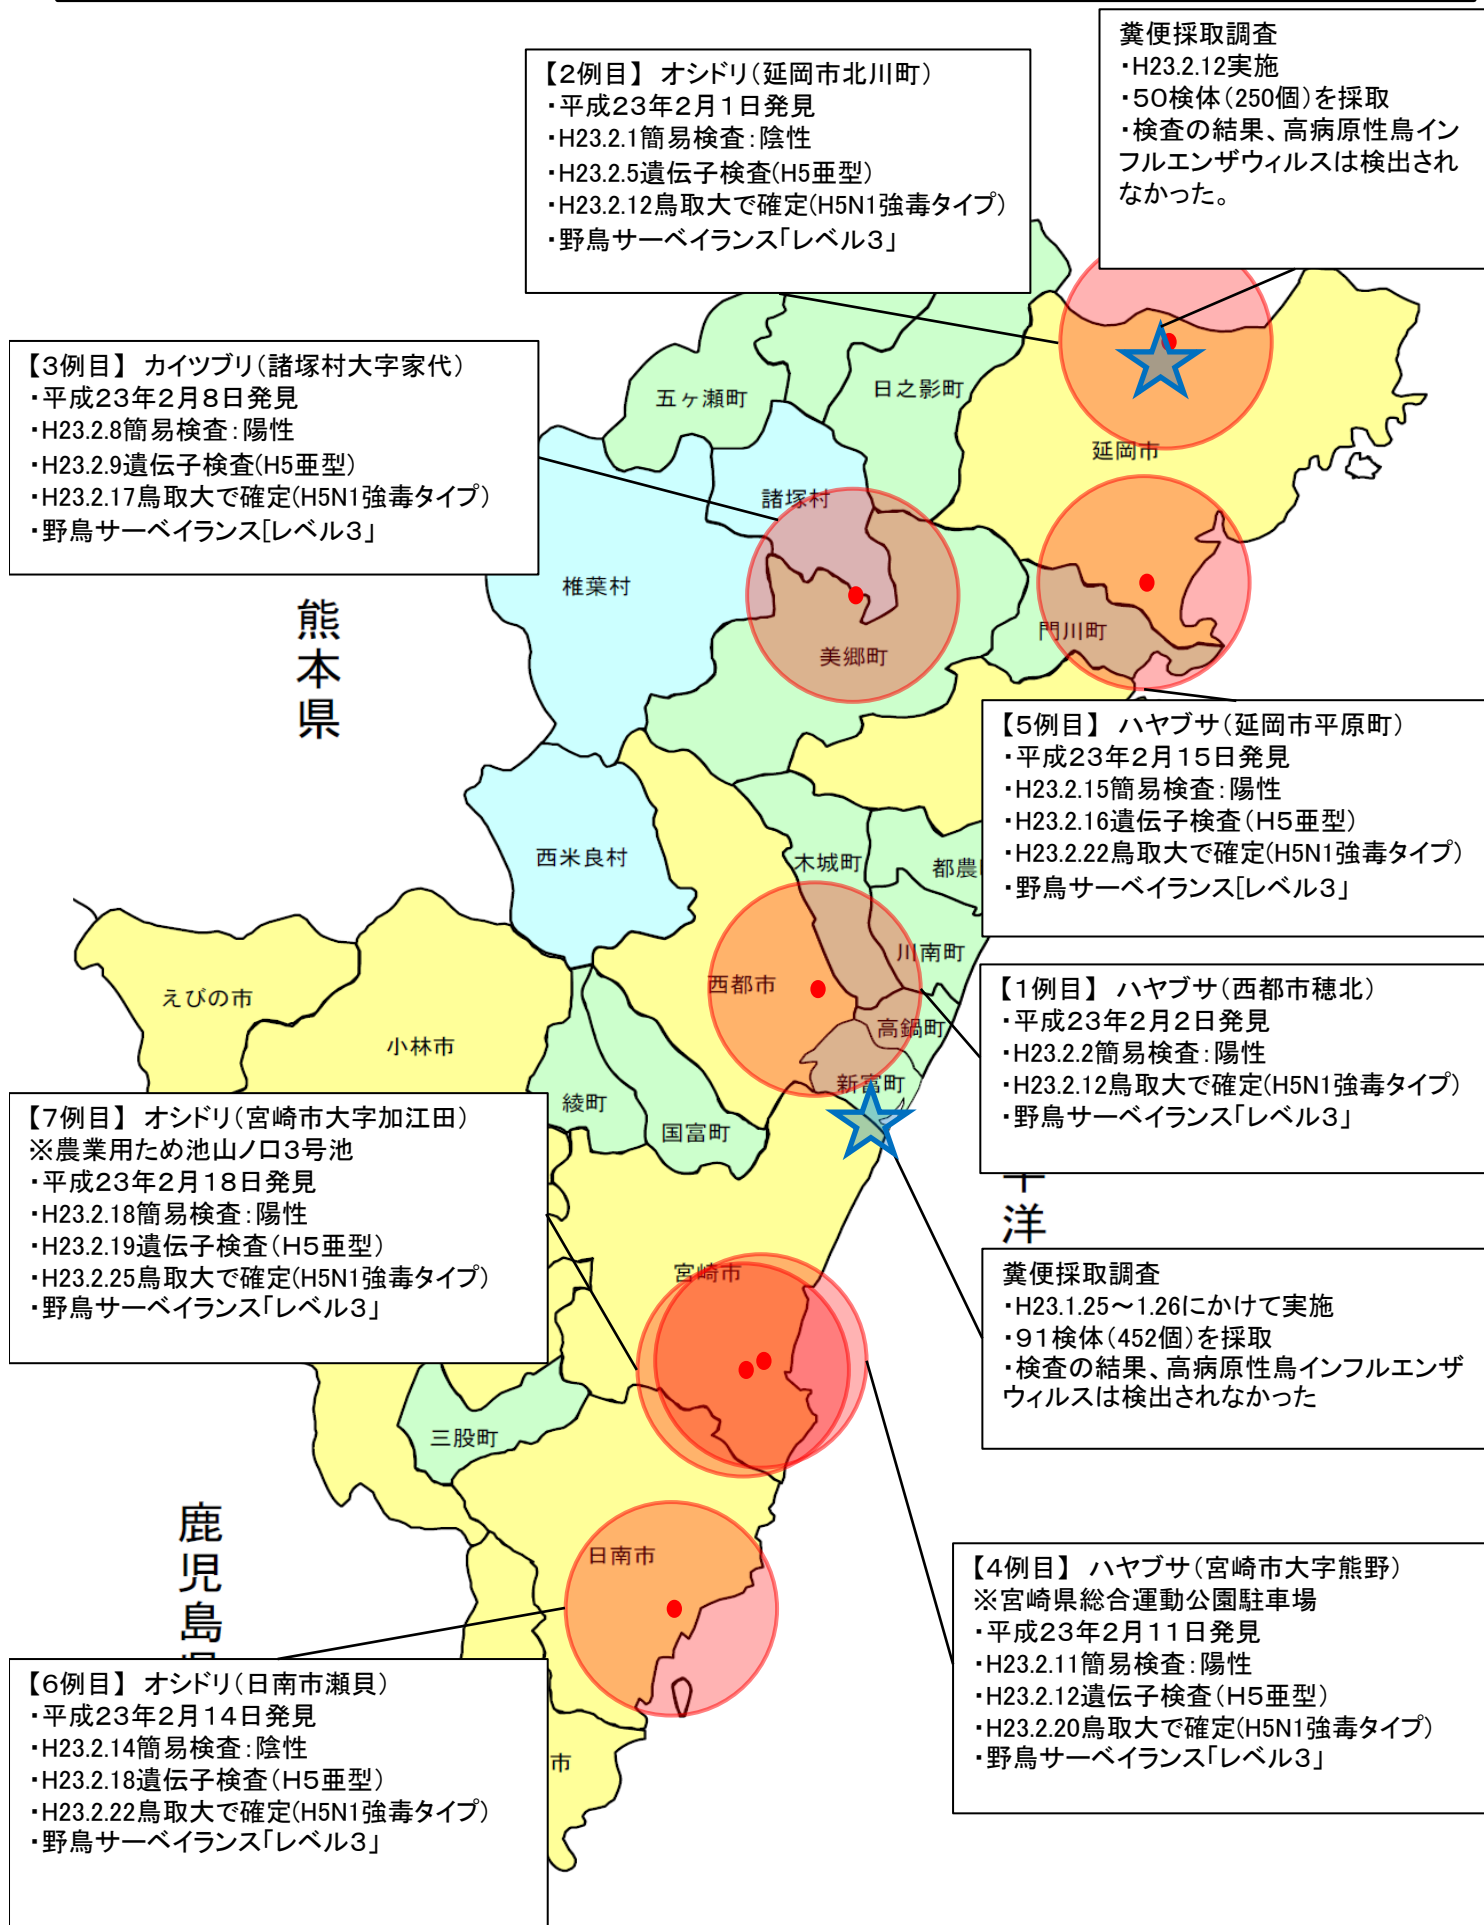 糞便採取調査
・H23.2.12実施
・50検体（250個）を採取
・検査の結果、高病原性鳥イン
フルエンザウィルスは検出され
なかった。
【2例目】 オシドリ（延岡市北川町）
・平成23年2月1日発見
・H23.2.1簡易検査：陰性
・H23.2.5遺伝子検査(H5亜型)
・H23.2.12鳥取大で確定(H5N1強毒タイプ)
・野鳥サーベイランス「レベル3」
【3例目】 カイツブリ（諸塚村大字家代）
・平成23年2月8日発見
・H23.2.8簡易検査：陽性
・H23.2.9遺伝子検査(H5亜型)
・H23.2.17鳥取大で確定(H5N1強毒タイプ)
・野鳥サーベイランス[レベル3」
五ヶ瀬町
日之影町
延岡市
諸塚村
椎葉村
美郷町
門川町
熊本県
【5例目】 ハヤブサ（延岡市平原町）
・平成23年2月15日発見
・H23.2.15簡易検査：陽性
・H23.2.16遺伝子検査（H5亜型）
・H23.2.22鳥取大で確定(H5N1強毒タイプ)
・野鳥サーベイランス[レベル3」
西米良村
木城町
都農
川南町
西都市
えびの市
小林市
高鍋町
新富町
綾町
国富町
【1例目】 ハヤブサ（西都市穂北）
・平成23年2月2日発見
・H23.2.2簡易検査：陽性
・H23.2.12鳥取大で確定(H5N1強毒タイプ)
・野鳥サーベイランス「レベル3」
洋
【7例目】 オシドリ（宮崎市大字加江田）
※農業用ため池山ノ口3号池
・平成23年2月18日発見
・H23.2.18簡易検査：陽性
・H23.2.19遺伝子検査（H5亜型）
・H23.2.25鳥取大で確定(H5N1強毒タイプ)
・野鳥サーベイランス「レベル3」
宮崎市
糞便採取調査
・H23.1.25～1.26にかけて実施
・91検体（452個）を採取
・検査の結果、高病原性鳥インフルエンザ
ウィルスは検出されなかった
三股町
日南市
鹿児島
【4例目】 ハヤブサ（宮崎市大字熊野）
※宮崎県総合運動公園駐車場
・平成23年2月11日発見
・H23.2.11簡易検査：陽性
・H23.2.12遺伝子検査（H5亜型）
・H23.2.20鳥取大で確定(H5N1強毒タイプ)
・野鳥サーベイランス「レベル3」
【6例目】 オシドリ（日南市瀬貝）
・平成23年2月14日発見
・H23.2.14簡易検査：陰性
・H23.2.18遺伝子検査（H5亜型）
・H23.2.22鳥取大で確定(H5N1強毒タイプ)
・野鳥サーベイランス「レベル3」
市